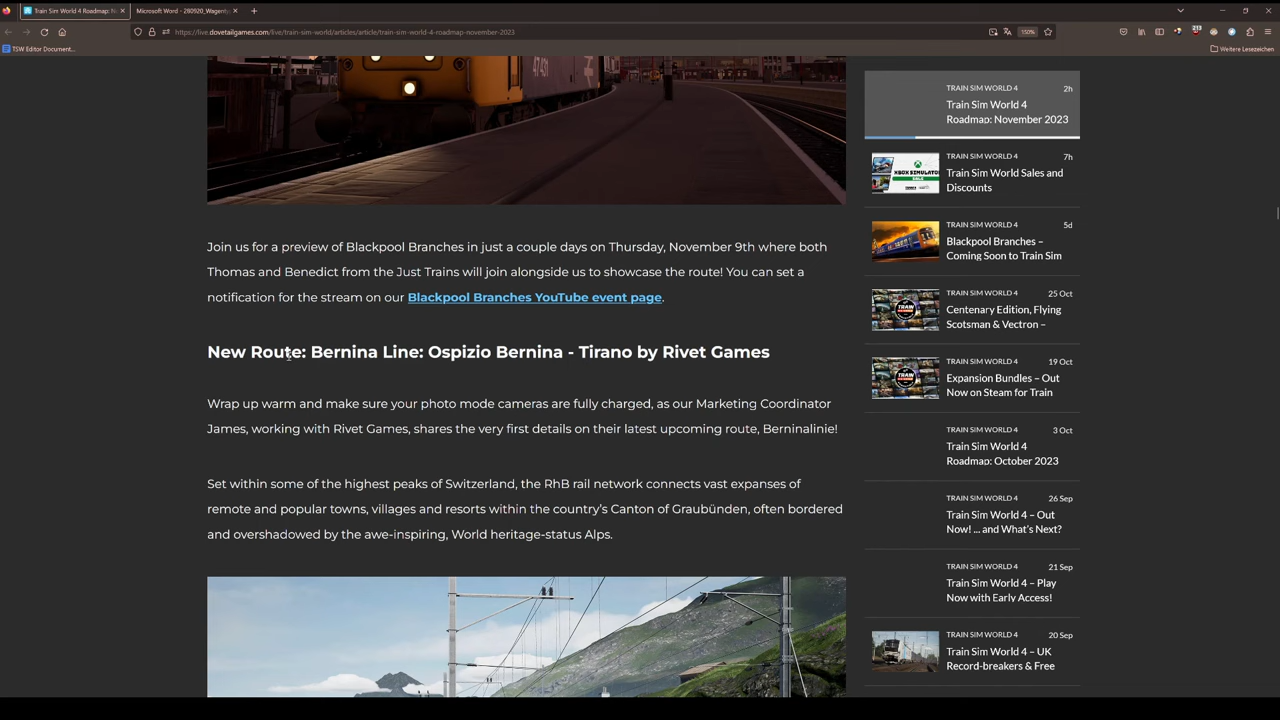 Train Sim World 4 Roadmap: N
Microsoft Word - 280920_Wagent
https://live.dovetailgames.com/live/train-sim-world/articles/article/train-sim-world-4-roadmap-november-2023
150%
TSW Editor Document...
Weitere Lesezeichen
47 431
Join us for a preview of Blackpool Branches in just a couple days on Thursday, November 9th where both
Thomas and Benedict from the Just Trains will join alongside us to showcase the route! You can set a
notification for the stream on our Blackpool Branches YouTube event page.
New Route: Bernina Line: Ospizio Bernina - Tirano by Rivet Games
Wrap up warm and make sure your photo mode cameras are fully charged, as our Marketing Coordinator
James, working with Rivet Games, shares the very first details on their latest upcoming route, Berninalinie!
Set within some of the highest peaks of Switzerland, the RhB rail network connects vast expanses of
remote and popular towns, villages and resorts within the country's Canton of Graubünden, often bordered
and overshadowed by the awe-inspiring, World heritage-status Alps.
TRAIN SIM WORLD 4 2h
Train Sim World 4
Roadmap: November 2023
TRAIN SIM WORLD 4 7h
Train Sim World Sales and
Discounts
XBOX SIMULATOR
SALE
TRAIN SIM WORLD 4 5d
Blackpool Branches –
Coming Soon to Train Sim
TRAIN SIM WORLD 4 25 Oct
Centenary Edition, Flying
Scotsman & Vectron –
TRAIN SIM WORLD 4 19 Oct
Expansion Bundles – Out
Now on Steam for Train
TRAIN SIM WORLD 4 3 Oct
Train Sim World 4
Roadmap: October 2023
TRAIN SIM WORLD 4 26 Sep
Train Sim World 4 – Out
Now! ... and What's Next?
TRAIN SIM WORLD 4 21 Sep
Train Sim World 4 – Play
Now with Early Access!
TRAIN SIM WORLD 4 20 Sep
Train Sim World 4 – UK
Record-breakers & Free